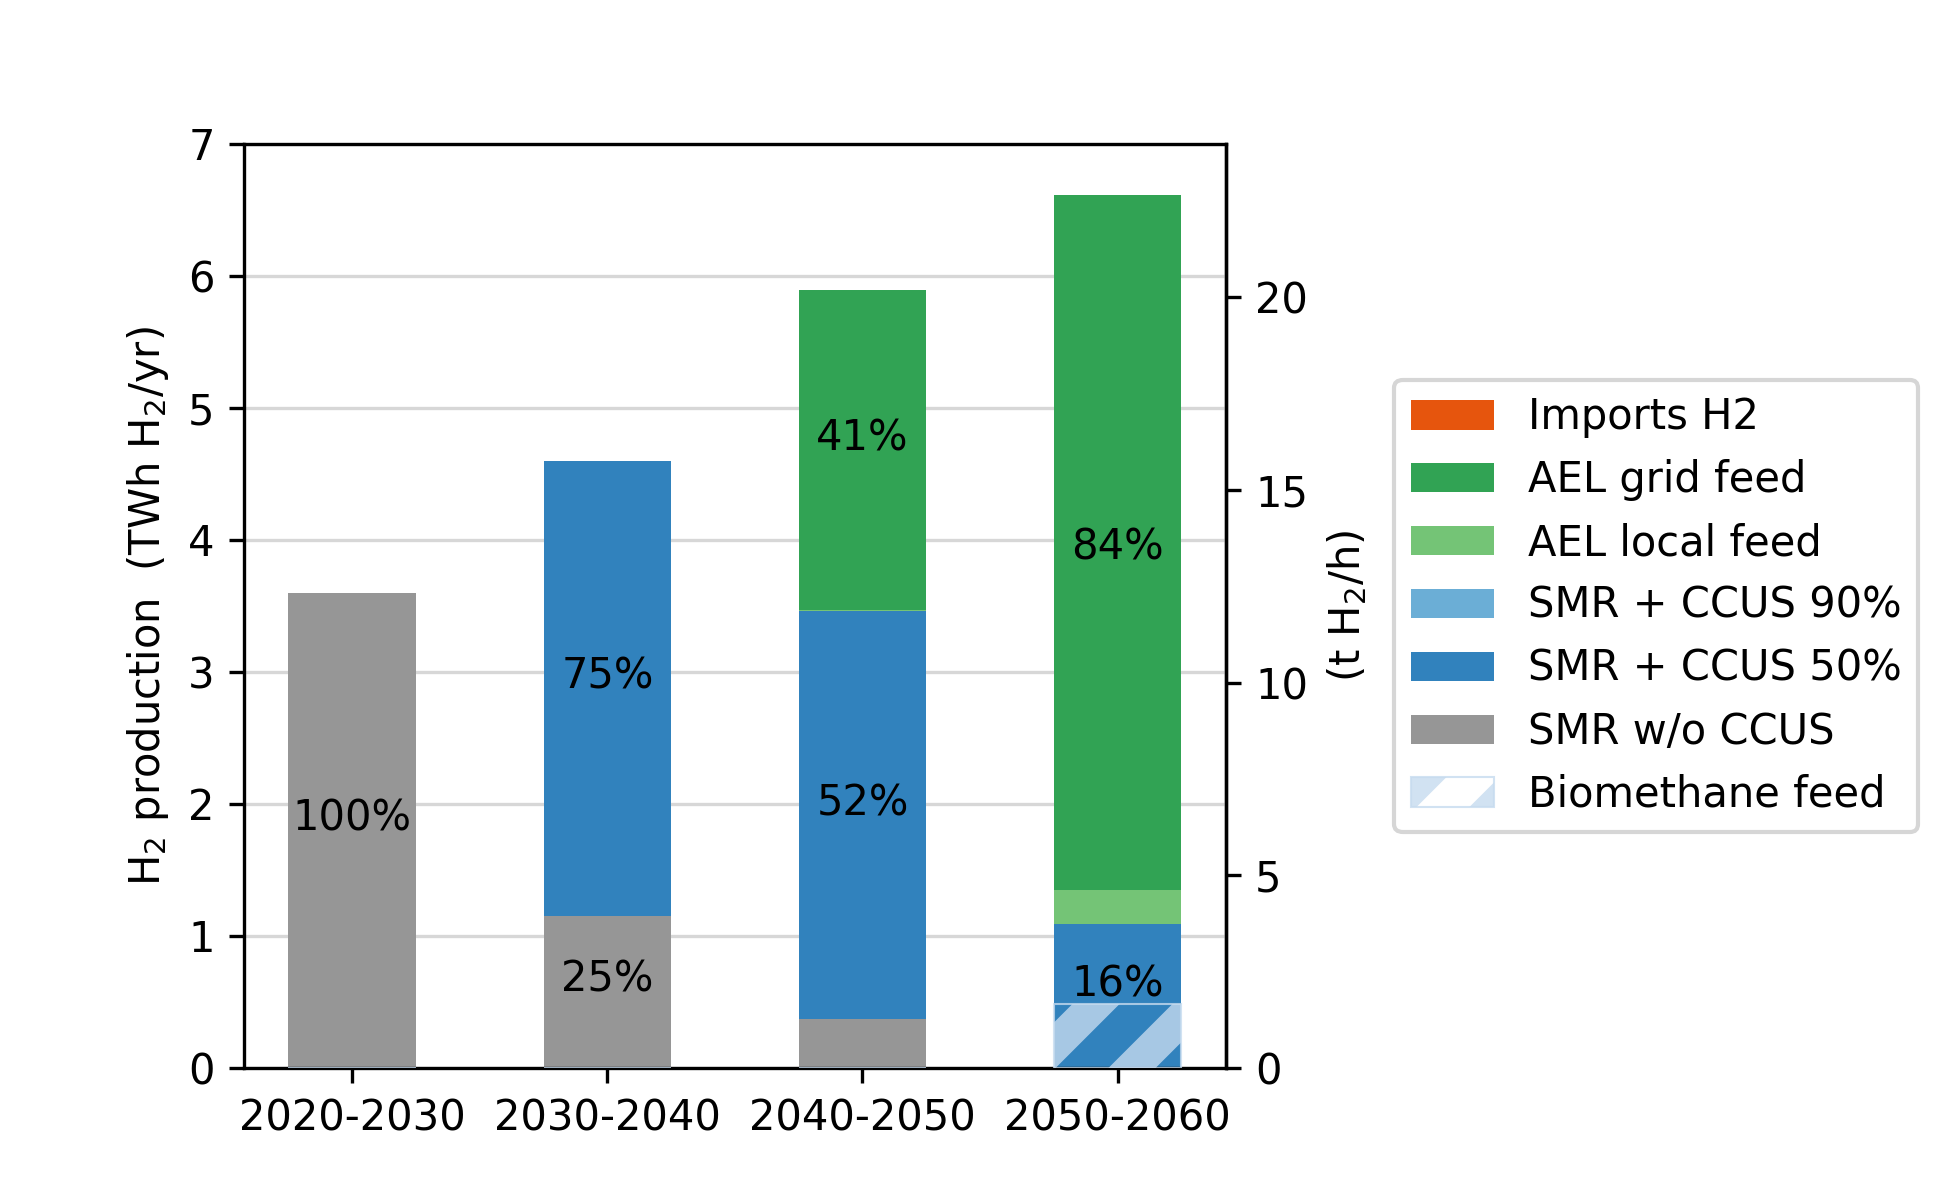 H₂ production (TWh H₂/yr)
7
6
5
4
3
2
1
0
100%
75%
25%
41%
52%
84%
16%
2020-2030
2030-2040
2040-2050
2050-2060
20
15
10
5
0
(t H₂/h)
Imports H2
AEL grid feed
AEL local feed
SMR + CCUS 90%
SMR + CCUS 50%
SMR w/o CCUS
Biomethane feed